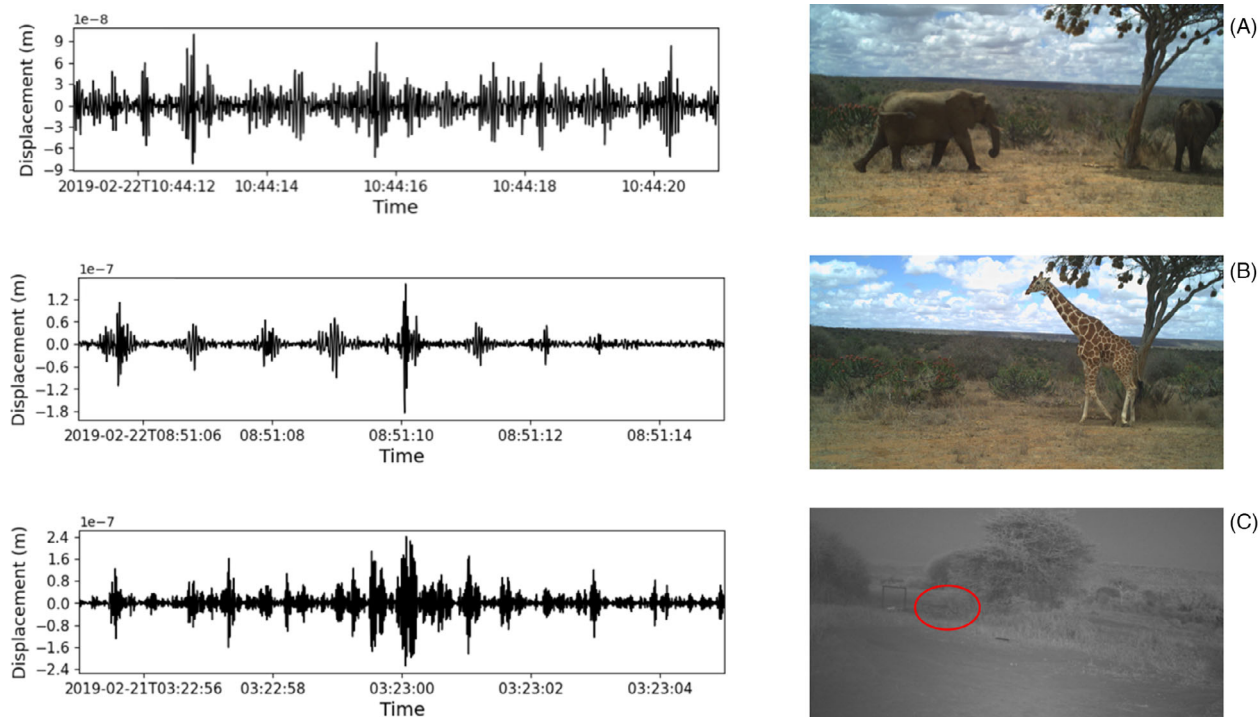 1e−8
(A)
Displacement (m)
9
6
3
0
−3
−6
−9
2019-02-22T10:44:12 10:44:14 10:44:16 10:44:18 10:44:20
Time
1e−7
(B)
Displacement (m)
1.2
0.6
0.0
−0.6
−1.2
−1.8
2019-02-22T08:51:06 08:51:08 08:51:10 08:51:12 08:51:14
Time
1e−7
(C)
Displacement (m)
2.4
1.6
0.8
0.0
−0.8
−1.6
−2.4
2019-02-21T03:22:56 03:22:58 03:23:00 03:23:02 03:23:04
Time